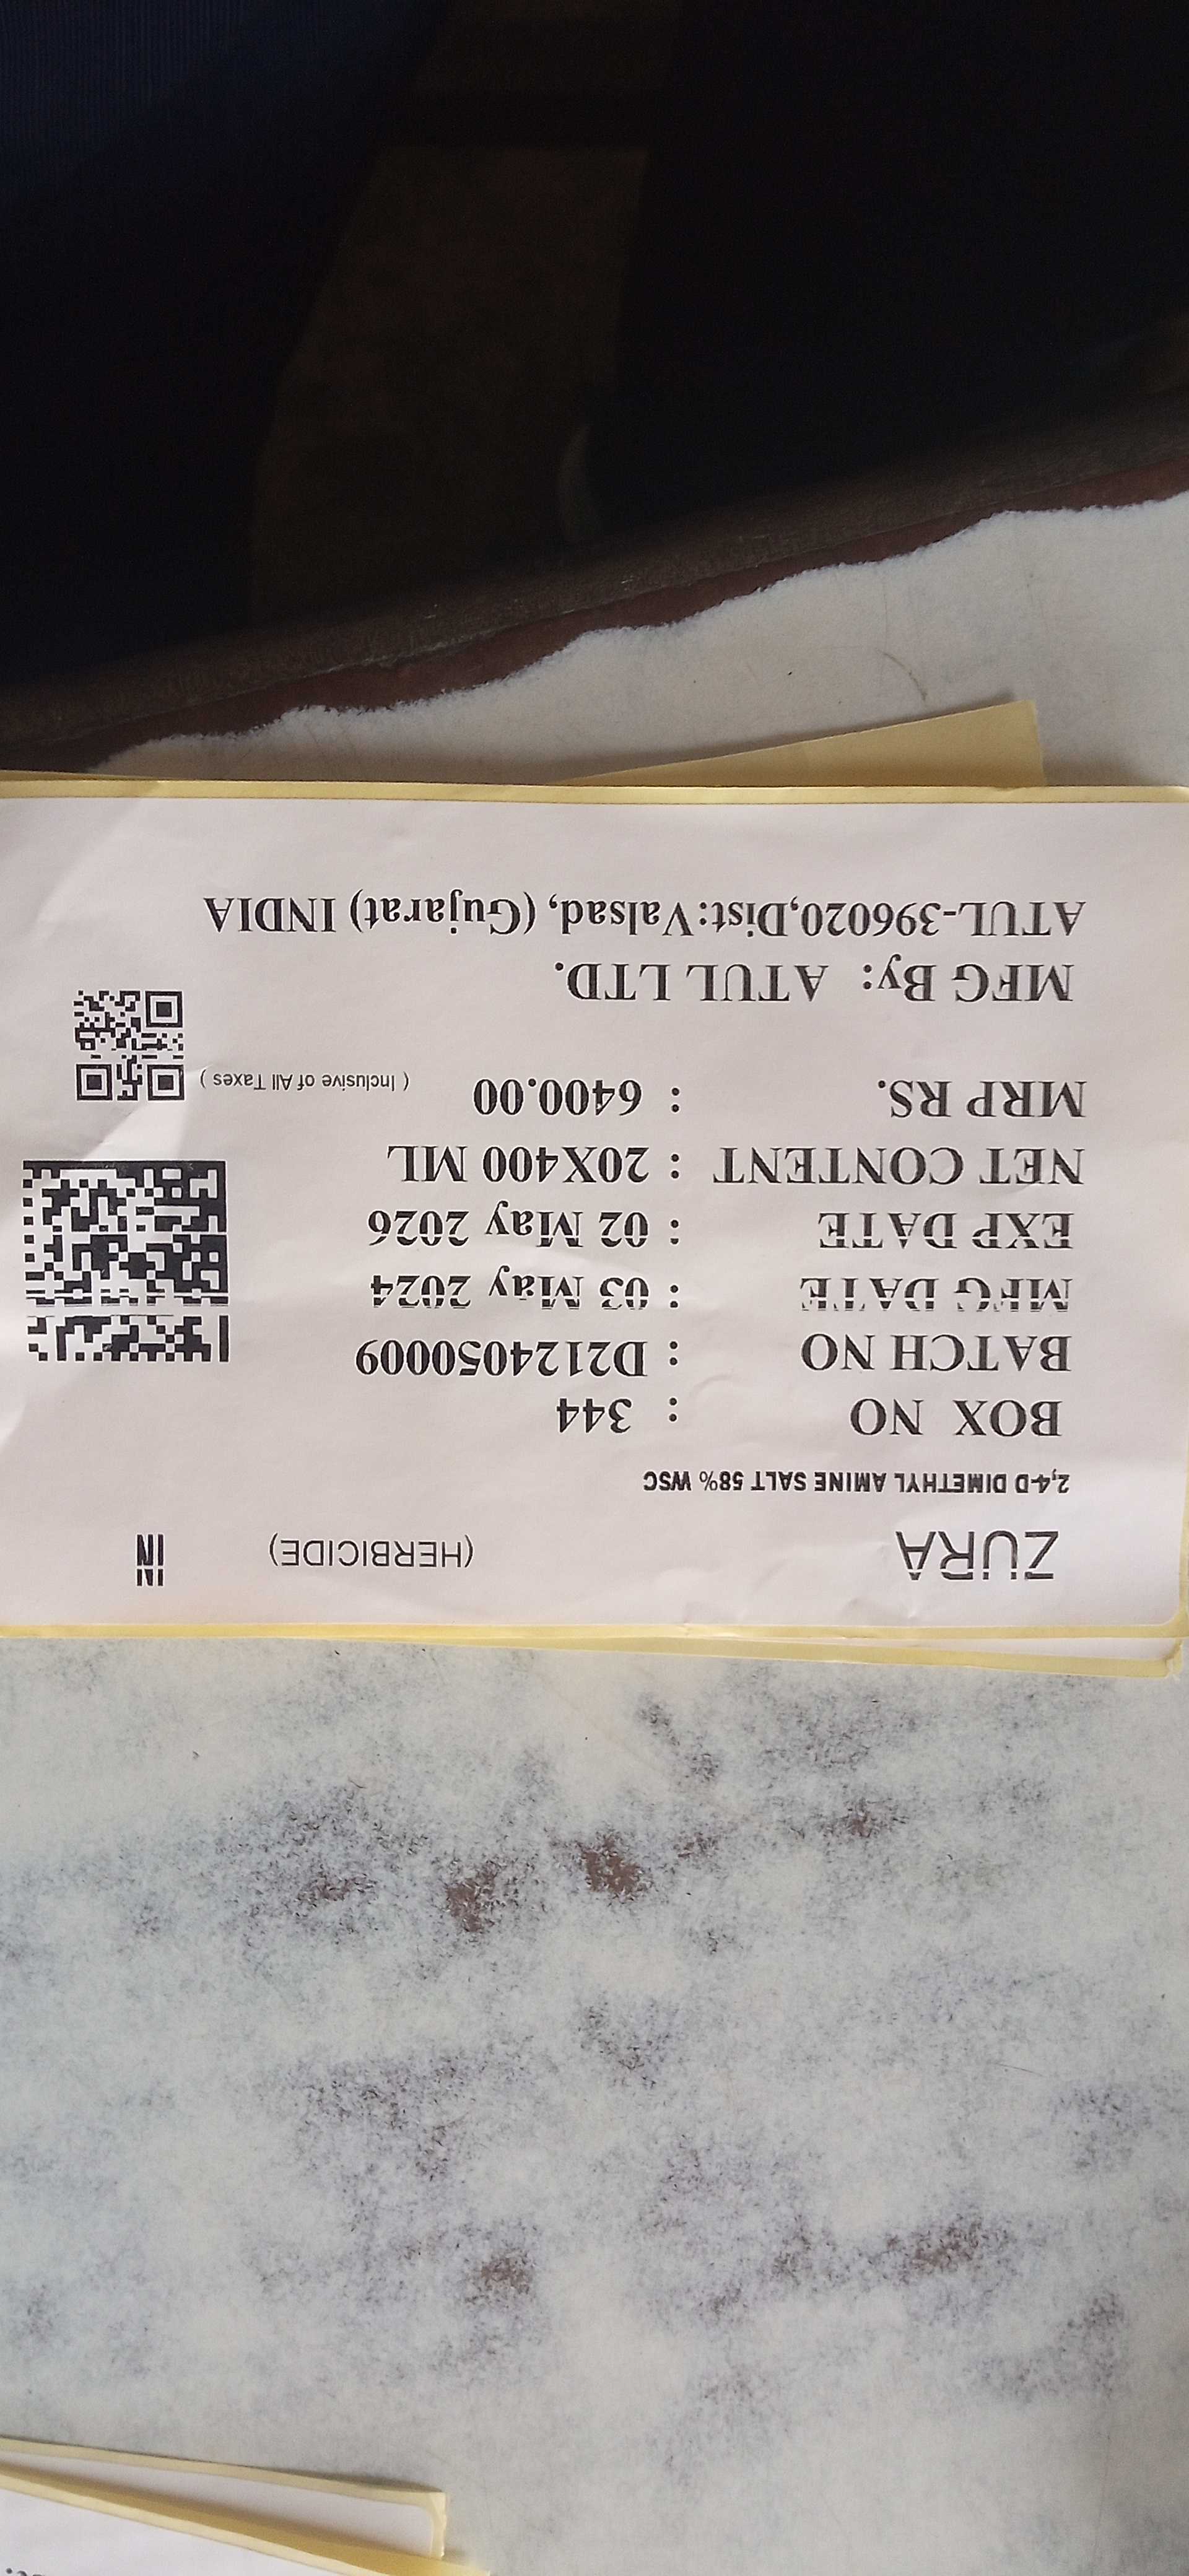 ZURA (HERBICIDE) IN IN
2,4-D DIMETHYL AMINE SALT 58% WSC
BOX NO : 344
BATCH NO : D2124050009
MFG DATE : 03 May 2024
EXP DATE : 02 May 2026
NET CONTENT : 20X400 ML
MRP RS. : 6400.00 ( Inclusive of All Taxes )
MFG By: ATUL LTD.
ATUL-396020,Dist:Valsad, (Gujarat) INDIA